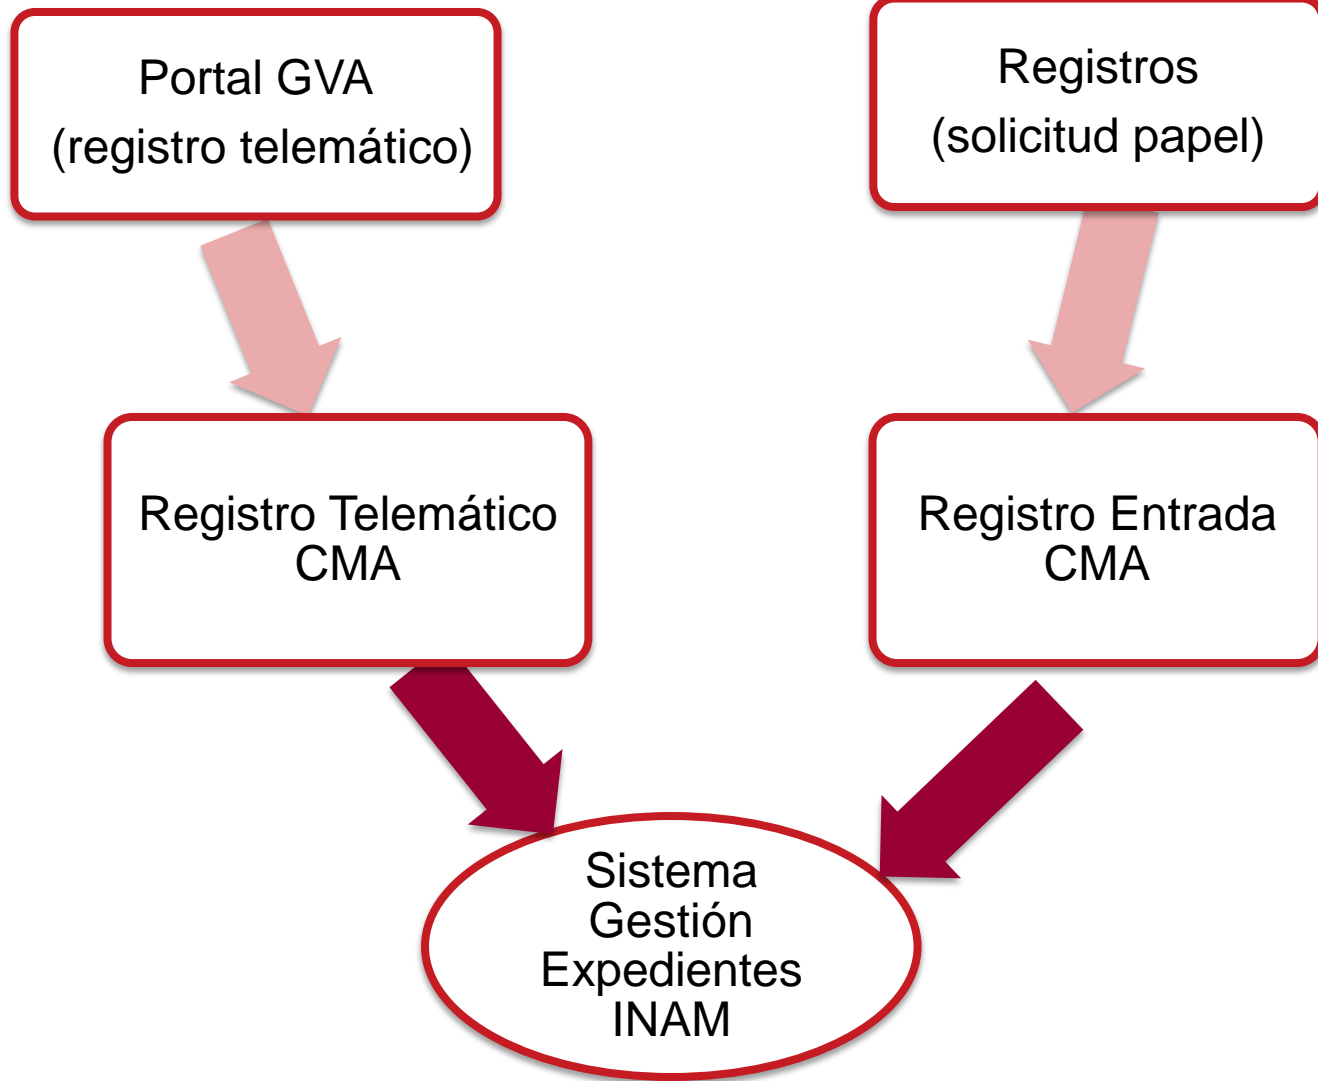 Portal GVA
(registro telemático)
Registros
(solicitud papel)
Registro Telemático
CMA
Registro Entrada
CMA
Sistema
Gestión
Expedientes
INAM